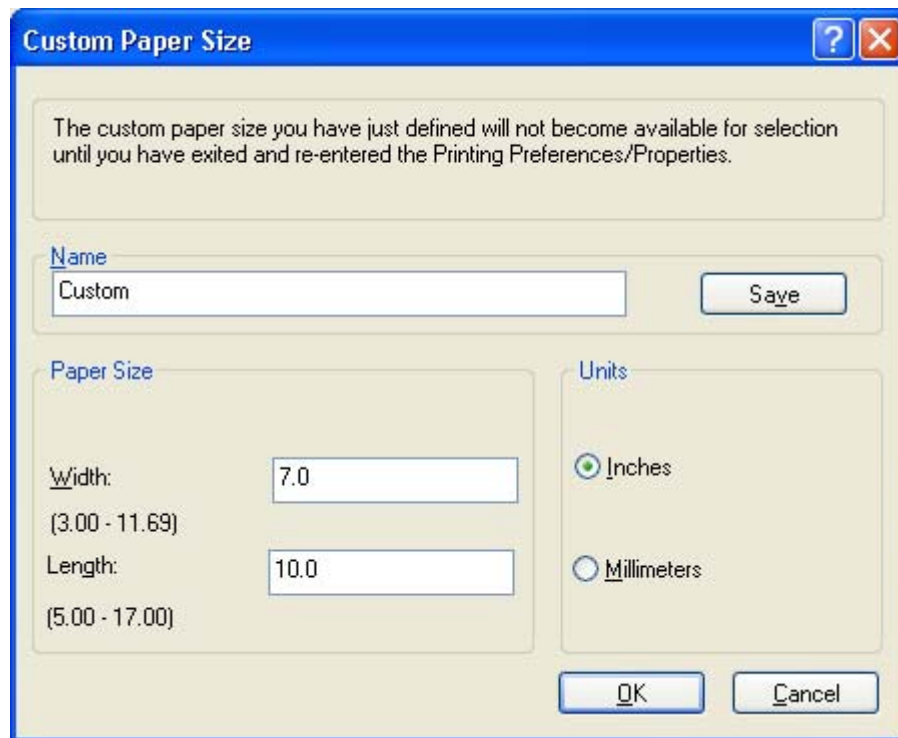 Custom Paper Size
The custom paper size you have just defined will not become available for selection
until you have exited and re-entered the Printing Preferences/Properties.
Name
Custom
Save
Paper Size
Width:
7.0
(3.00 - 11.69)
Length:
10.0
(5.00 - 17.00)
Units
Inches
Millimeters
OK
Cancel